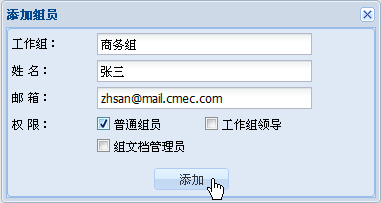 添加组员
工作组： 商务组
姓 名： 张三
邮 箱： zhsan@mail.cmec.com
权 限： 普通组员 工作组领导
组文档管理员
添加